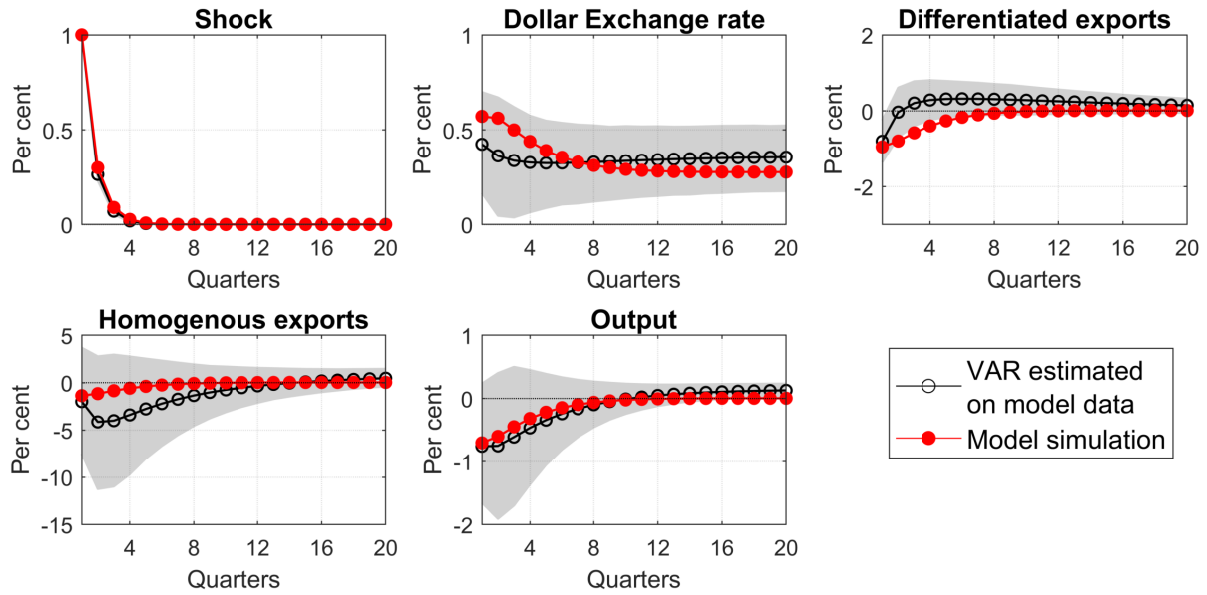 Shock
1
0.5
0
Per cent
4 8 12 16 20
Quarters
Dollar Exchange rate
1
0.5
0
Per cent
4 8 12 16 20
Quarters
Differentiated exports
2
0
-2
Per cent
4 8 12 16 20
Quarters
Homogenous exports
5
0
-5
-10
-15
Per cent
4 8 12 16 20
Quarters
Output
1
0
-1
-2
Per cent
4 8 12 16 20
Quarters
VAR estimated
on model data
Model simulation